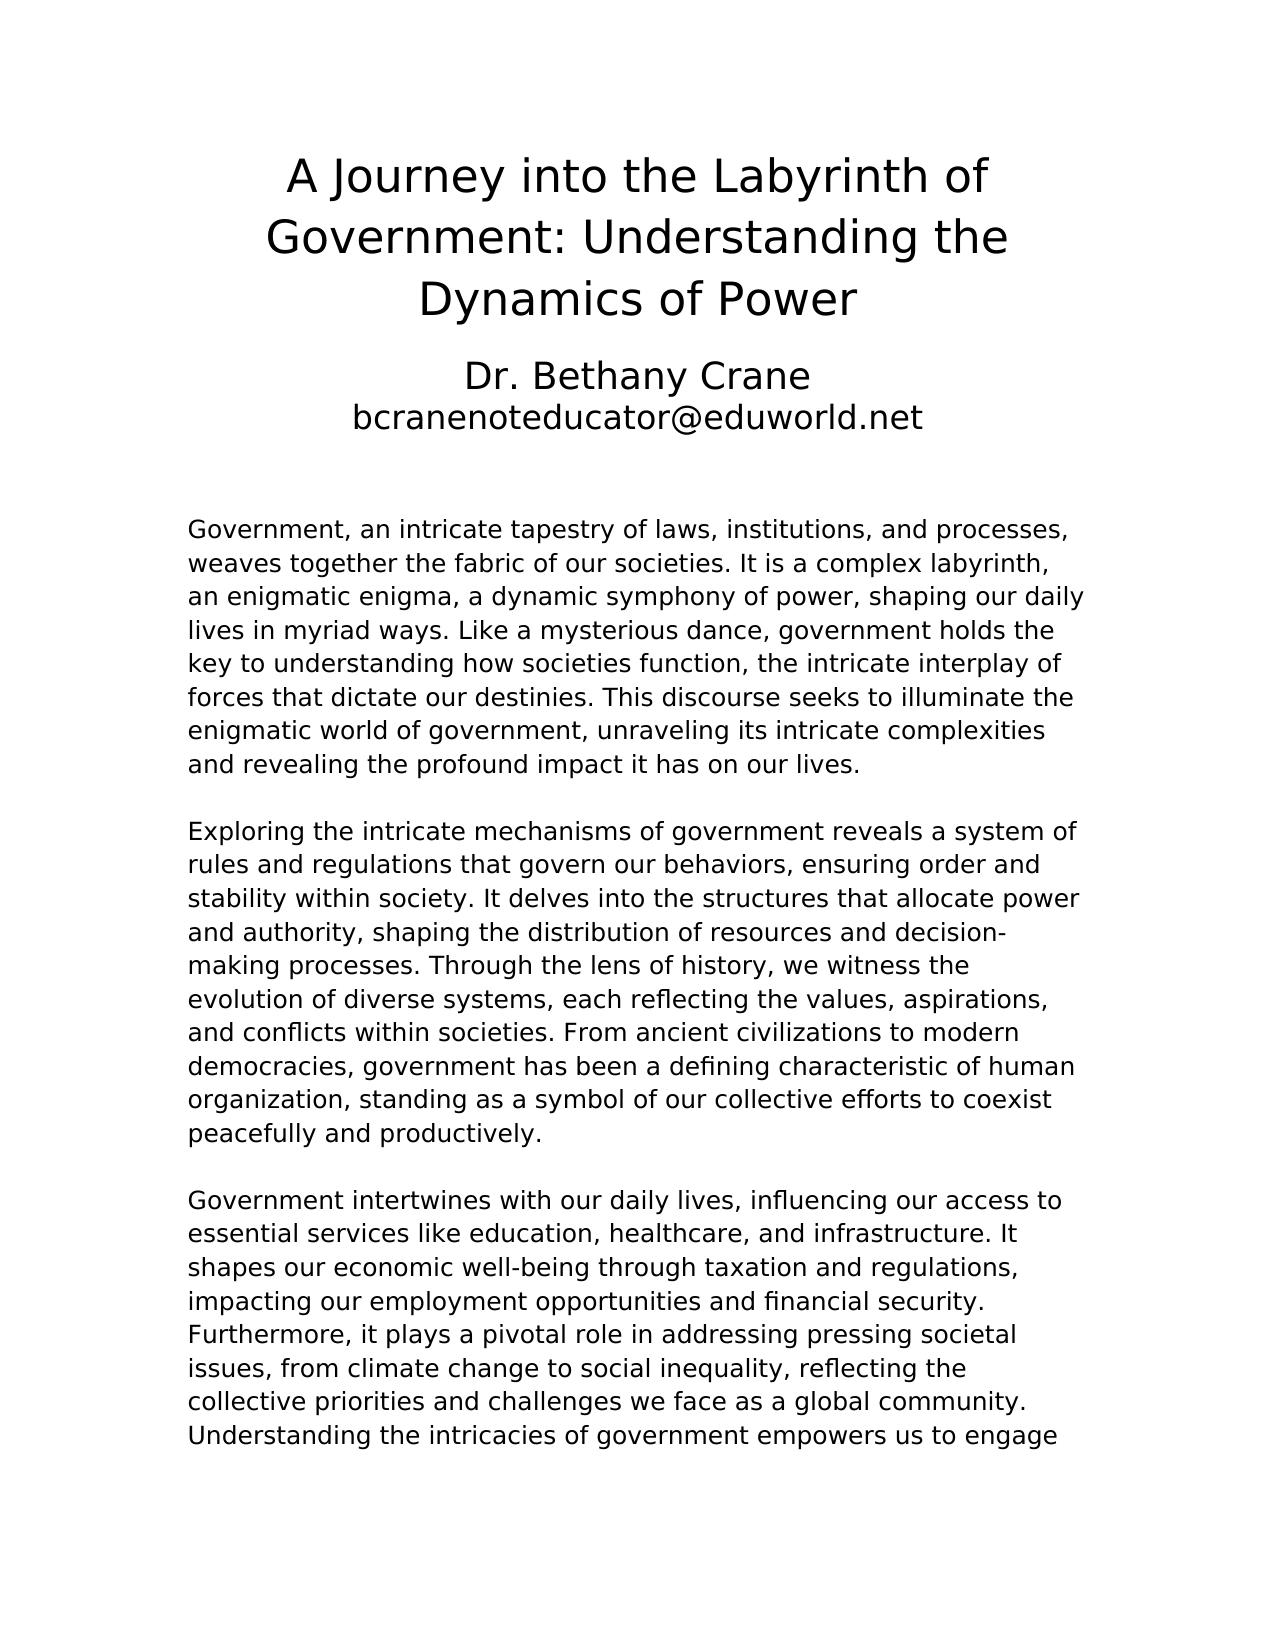 A Journey into the Labyrinth of
Government: Understanding the
Dynamics of Power
Dr. Bethany Crane
bcranenoteducator@eduworld.net
Government, an intricate tapestry of laws, institutions, and processes,
weaves together the fabric of our societies. It is a complex labyrinth,
an enigmatic enigma, a dynamic symphony of power, shaping our daily
lives in myriad ways. Like a mysterious dance, government holds the
key to understanding how societies function, the intricate interplay of
forces that dictate our destinies. This discourse seeks to illuminate the
enigmatic world of government, unraveling its intricate complexities
and revealing the profound impact it has on our lives.
Exploring the intricate mechanisms of government reveals a system of
rules and regulations that govern our behaviors, ensuring order and
stability within society. It delves into the structures that allocate power
and authority, shaping the distribution of resources and decision-
making processes. Through the lens of history, we witness the
evolution of diverse systems, each reflecting the values, aspirations,
and conflicts within societies. From ancient civilizations to modern
democracies, government has been a defining characteristic of human
organization, standing as a symbol of our collective efforts to coexist
peacefully and productively.
Government intertwines with our daily lives, influencing our access to
essential services like education, healthcare, and infrastructure. It
shapes our economic well-being through taxation and regulations,
impacting our employment opportunities and financial security.
Furthermore, it plays a pivotal role in addressing pressing societal
issues, from climate change to social inequality, reflecting the
collective priorities and challenges we face as a global community.
Understanding the intricacies of government empowers us to engage